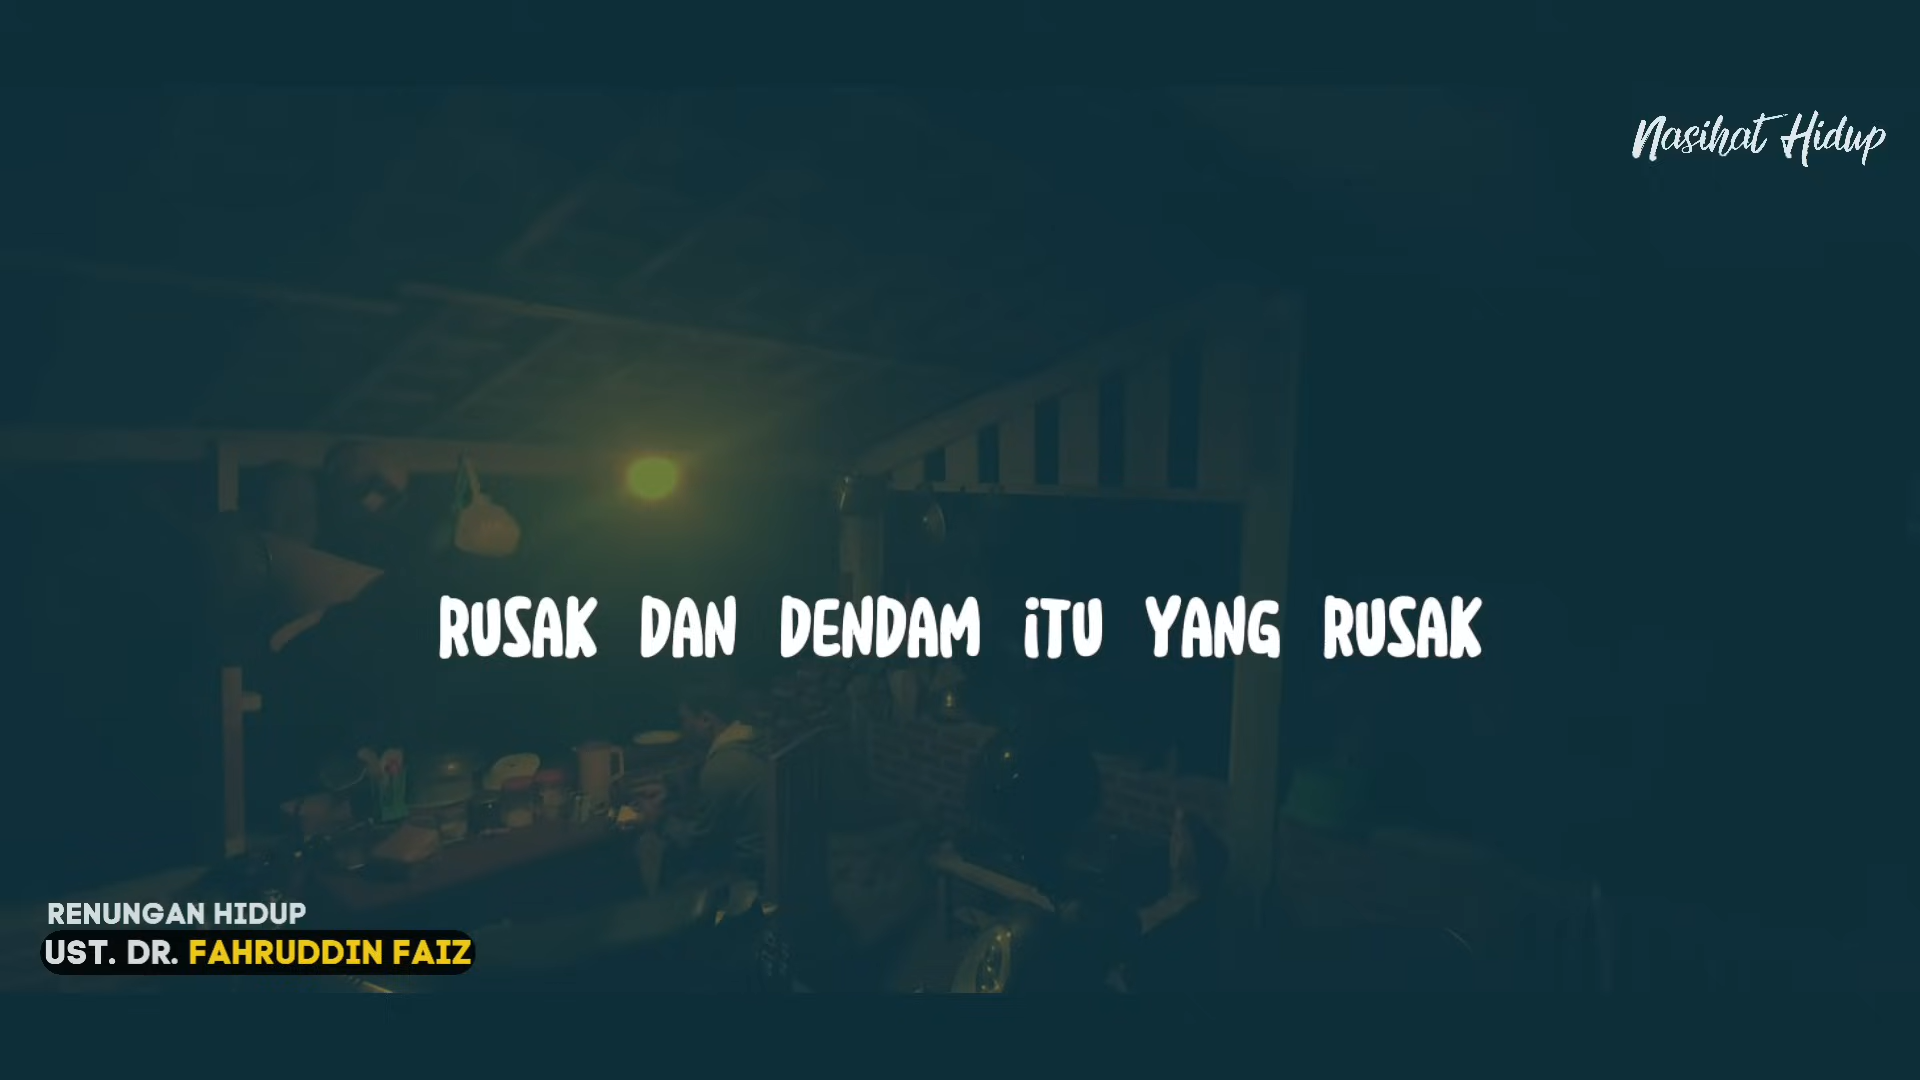 Nasihat Hidup
RUSAK DAN DENDAM iTU YANG RUSAK
RENUNGAN HIDUP
UST. DR. FAHRUDDIN FAIZ